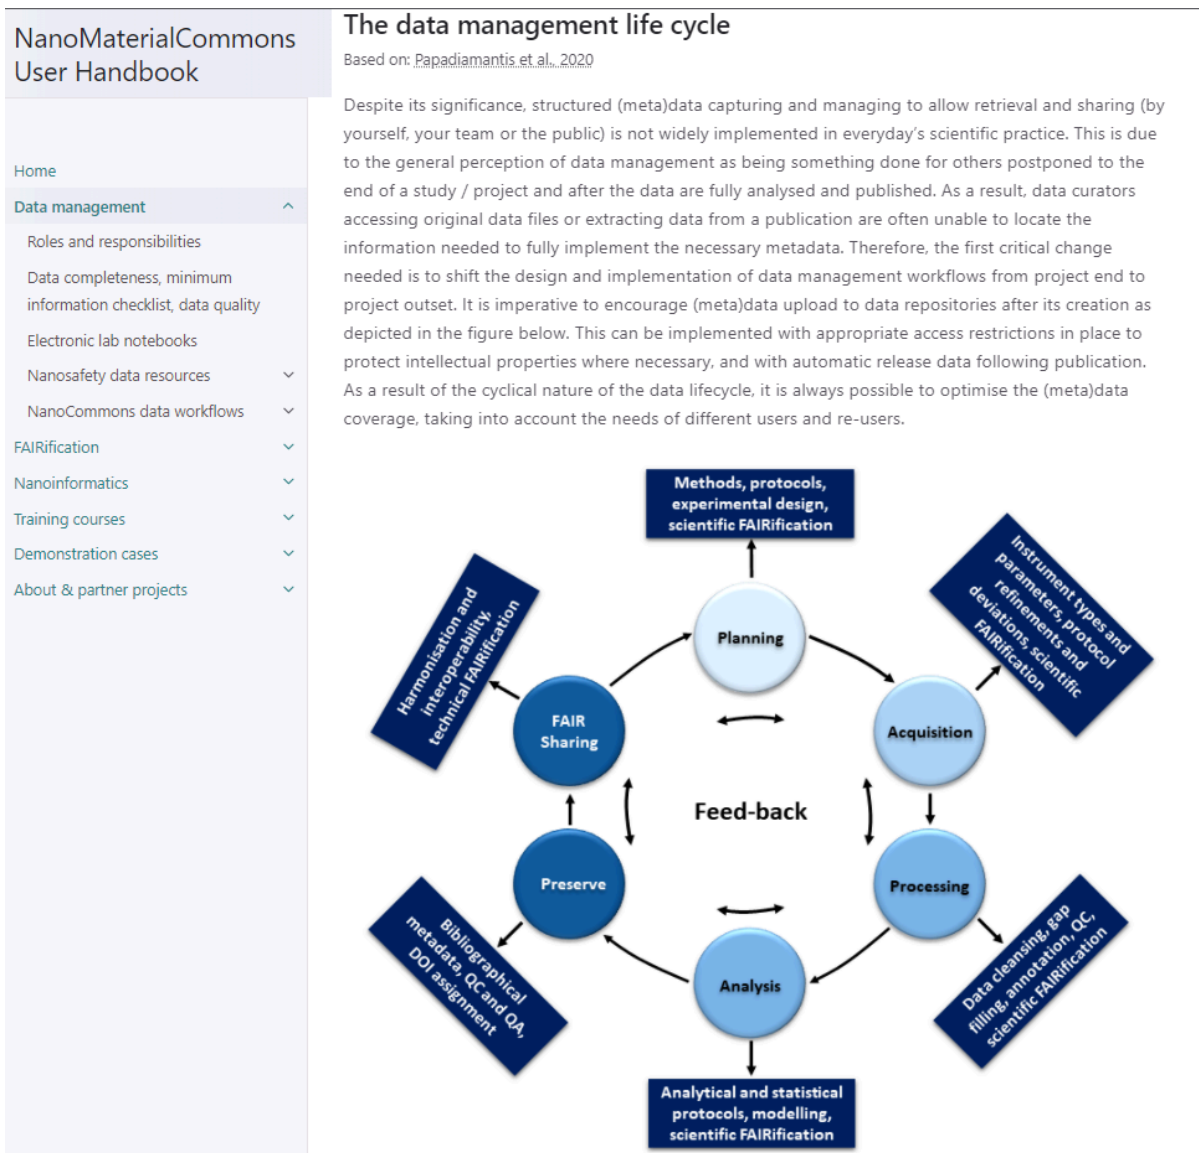 NanoMaterialCommons
User Handbook
Home
Data management
Roles and responsibilities
Data completeness, minimum
information checklist, data quality
Electronic lab notebooks
Nanosafety data resources
NanoCommons data workflows
FAIRification
Nanoinformatics
Training courses
Demonstration cases
About & partner projects
The data management life cycle
Based on: Papadiamantis et al., 2020
Despite its significance, structured (meta)data capturing and managing to allow retrieval and sharing (by
yourself, your team or the public) is not widely implemented in everyday's scientific practice. This is due
to the general perception of data management as being something done for others postponed to the
end of a study / project and after the data are fully analysed and published. As a result, data curators
accessing original data files or extracting data from a publication are often unable to locate the
information needed to fully implement the necessary metadata. Therefore, the first critical change
needed is to shift the design and implementation of data management workflows from project end to
project outset. It is imperative to encourage (meta)data upload to data repositories after its creation as
depicted in the figure below. This can be implemented with appropriate access restrictions in place to
protect intellectual properties where necessary, and with automatic release data following publication.
As a result of the cyclical nature of the data lifecycle, it is always possible to optimise the (meta)data
coverage, taking into account the needs of different users and re-users.
Methods, protocols,
experimental design,
scientific FAIRification
Planning
Instrument types and
parameters, protocol
refinements and
deviations, scientific
FAIRification
Acquisition
Harmonisation and
interoperability,
technical FAIRification
FAIR
Sharing
Feed-back
Preserve
Processing
Bibliographical
metadata, QC and QA,
DOI assignment
Data cleansing, gap
filling, annotation, QC,
scientific FAIRification
Analysis
Analytical and statistical
protocols, modelling,
scientific FAIRification